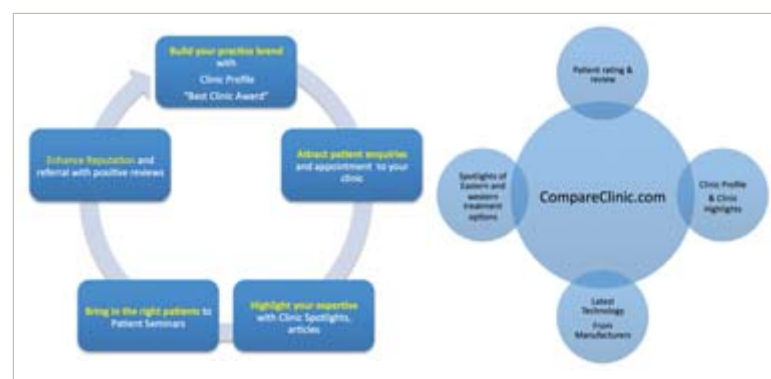 Build your practice brand
with
Clinic Profile
"Best Clinic Award"
Attract patient enquiries
and appointment to your
clinic
Highlight your expertise
with Clinic Spotlights,
articles
Bring in the right patients to
Patient Seminars
Enhance Reputation and
referral with positive reviews
Patient rating &
review
Spotlights of
Eastern and
western
treatment
options
CompareClinic.com
Clinic Profile
& Clinic
Highlights
Latest
Technology
From
Manufacturers